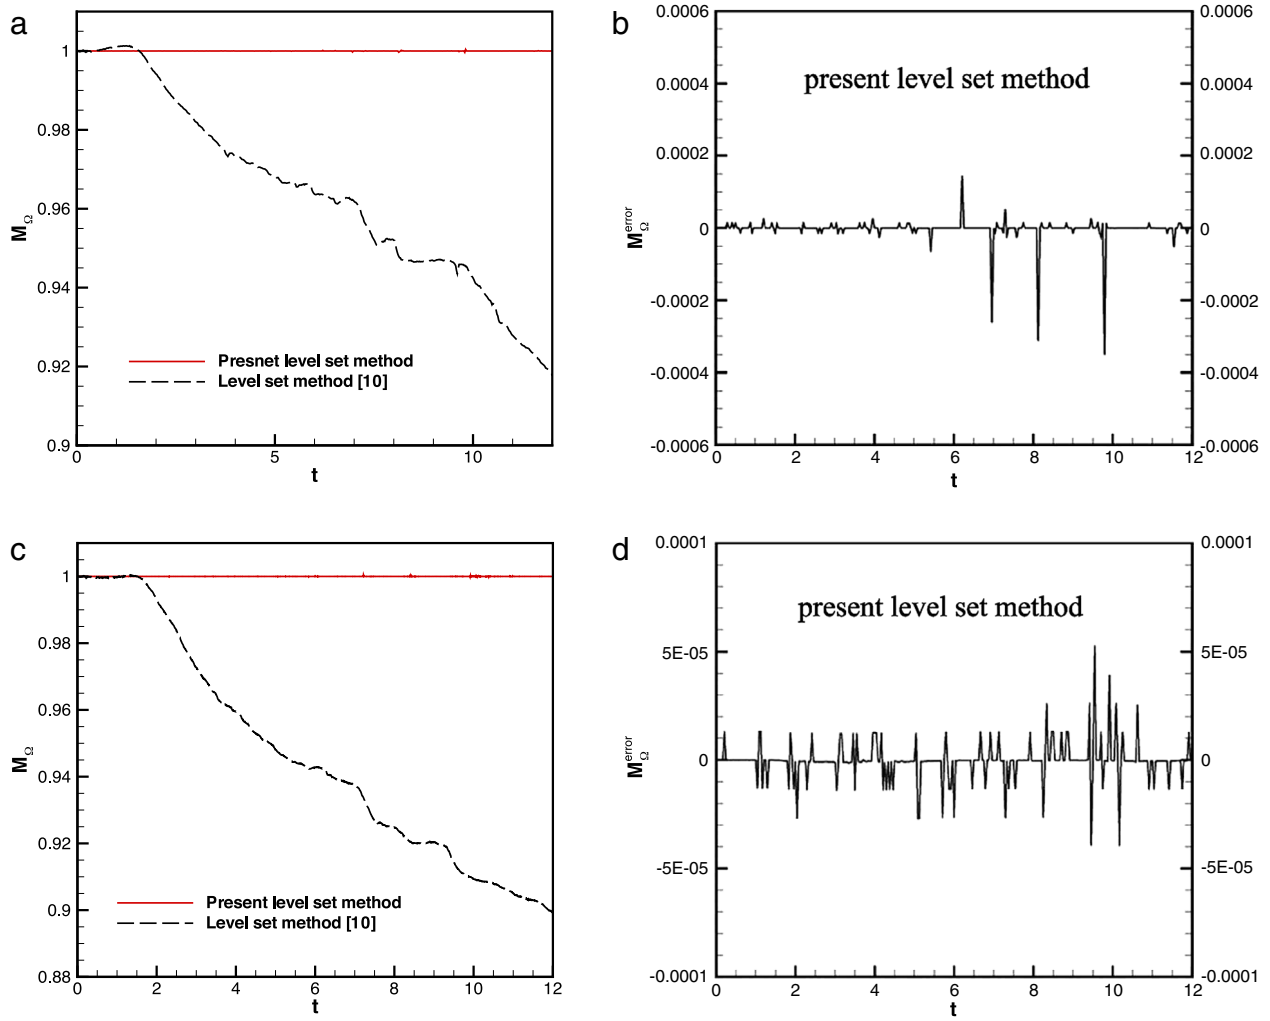 a
1
0.98
0.96
0.94
0.92
0.9
0
5
10
M_Ω
t
Presnet level set method
Level set method [10]
b
0.0006
0.0004
0.0002
0
-0.0002
-0.0004
-0.0006
0.0006
0.0004
0.0002
0
-0.0002
-0.0004
-0.0006
present level set method
M_Ω^error
0
2
4
6
8
10
12
t
c
1
0.98
0.96
0.94
0.92
0.9
0.88
M_Ω
Present level set method
Level set method [10]
0
2
4
6
8
10
12
t
d
0.0001
5E-05
0
-5E-05
-0.0001
0.0001
5E-05
0
-5E-05
-0.0001
present level set method
M_Ω^error
0
2
4
6
8
10
12
t